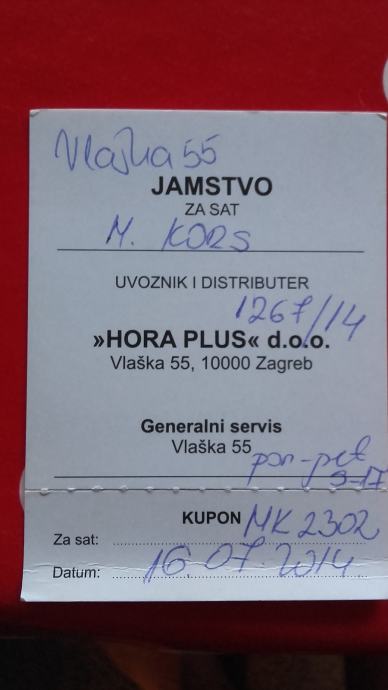 Vlaška 55
JAMSTVO
ZA SAT
M. KORS
UVOZNIK I DISTRIBUTER
1267/14
»HORA PLUS« d.o.o.
Vlaška 55, 10000 Zagreb
Generalni servis
Vlaška 55
pon-pet
9-17
KUPON
Za sat: MK 2302
Datum: 16.07.2014